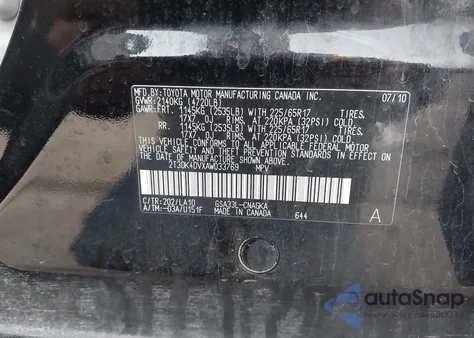 MFD.BY:TOYOTA MOTOR MANUFACTURING CANADA INC. 07/10
GVWR:2140KG (4720LB)
GAWR:FRT. 1145KG (2535LB) WITH 225/65R17 TIRES,
17X7.0J RIMS, AT 220KPA (32PSI) COLD.
RR. 1145KG (2535LB) WITH 225/65R17 TIRES,
17X7.0J RIMS, AT 220KPA (32PSI) COLD.
THIS VEHICLE CONFORMS TO ALL APPLICABLE FEDERAL MOTOR
VEHICLE SAFETY AND THEFT PREVENTION STANDARDS IN EFFECT
ON THE DATE OF MANUFACTURE SHOWN ABOVE.
MPV
C/TR:202/LA10 GSA33L-CNAGKA
A/TM:-03A/U151F MADE IN CANADA 644 A
autoSnap